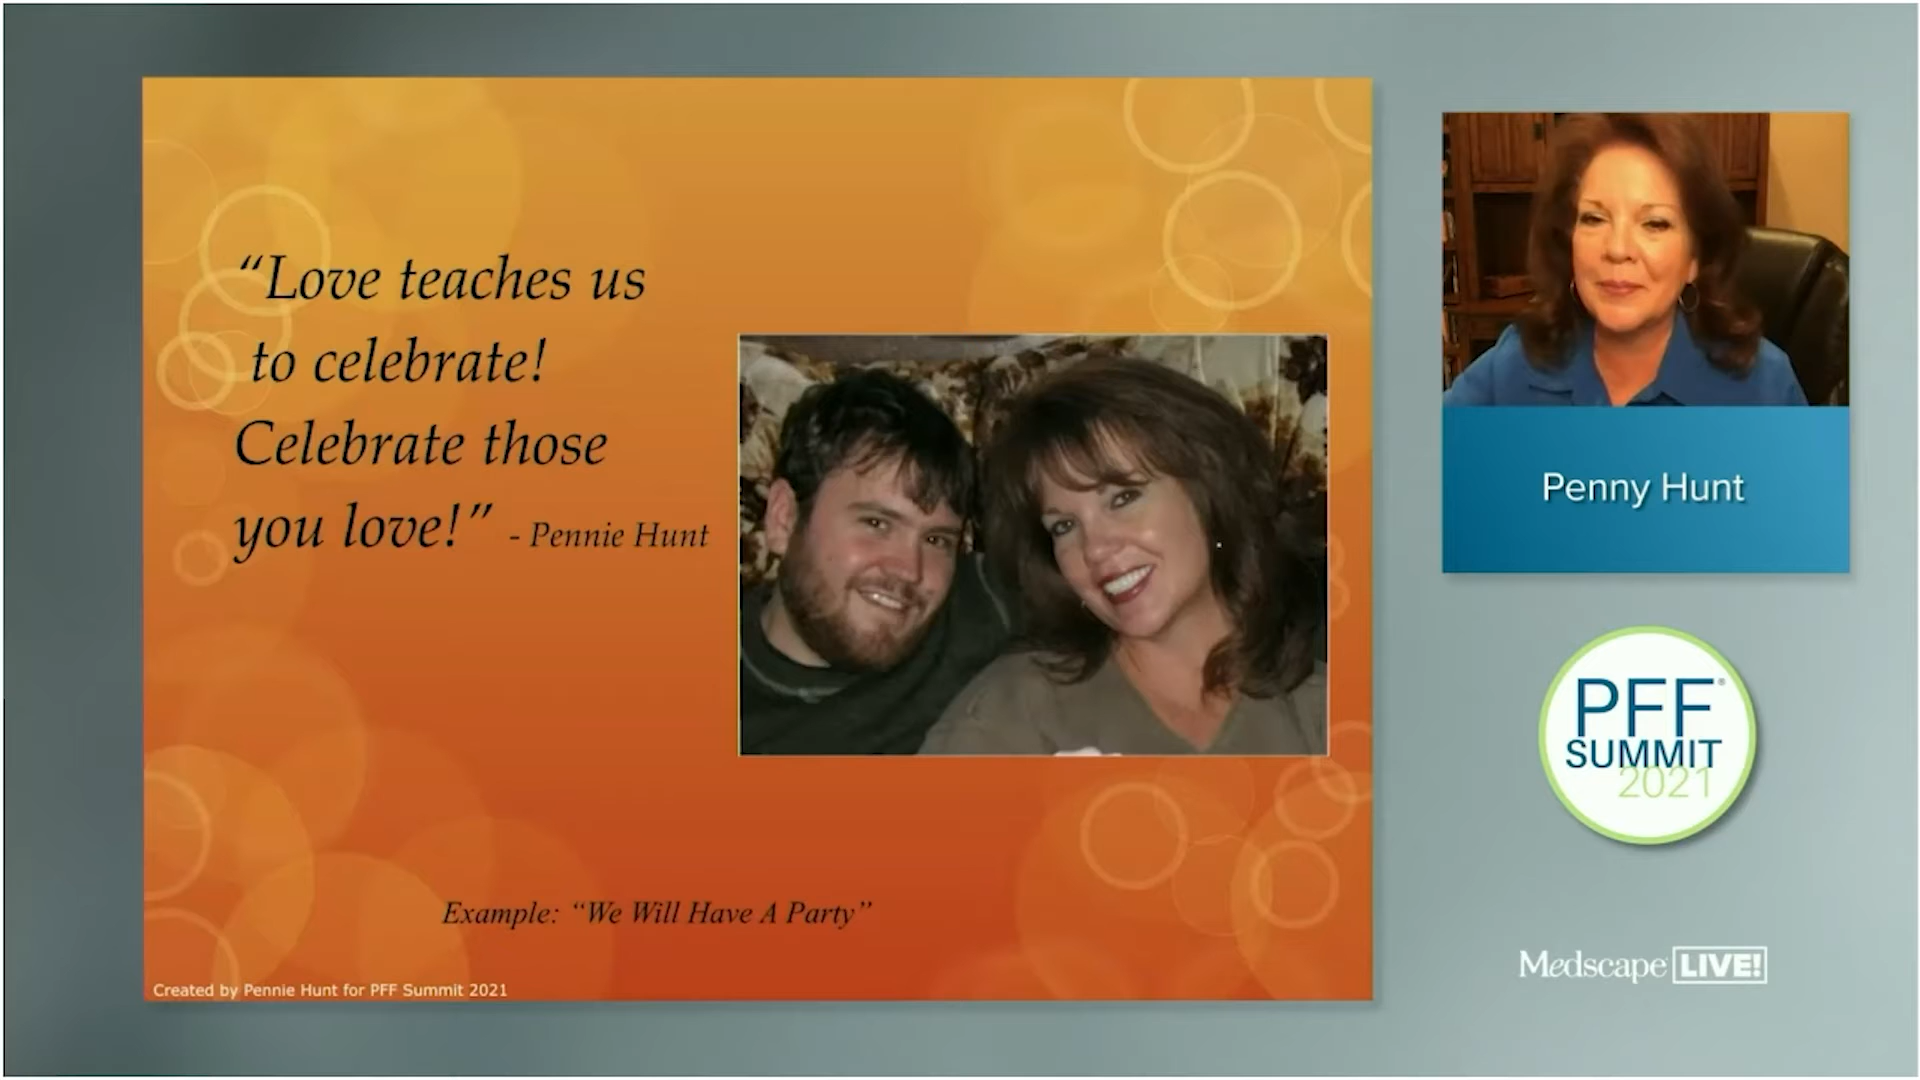 “Love teaches us
to celebrate!
Celebrate those
you love!” - Pennie Hunt
Example: “We Will Have A Party”
Created by Pennie Hunt for PFF Summit 2021
Penny Hunt
PFF®
SUMMIT
2021
Medscape LIVE!